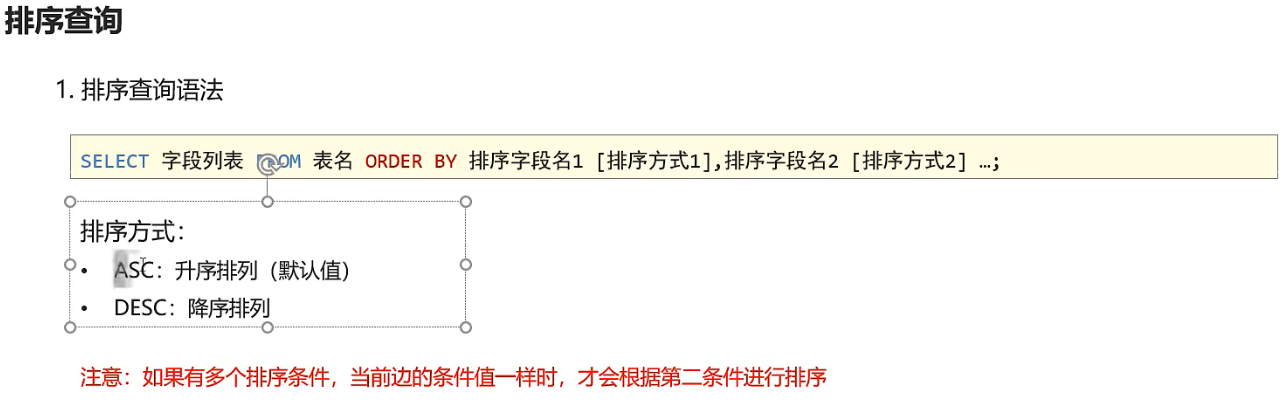 排序查询
1. 排序查询语法
SELECT 字段列表 FROM 表名 ORDER BY 排序字段名1 [排序方式1],排序字段名2 [排序方式2] …;
排序方式：
• ASC：升序排列（默认值）
• DESC：降序排列
注意：如果有多个排序条件，当前边的条件值一样时，才会根据第二条件进行排序